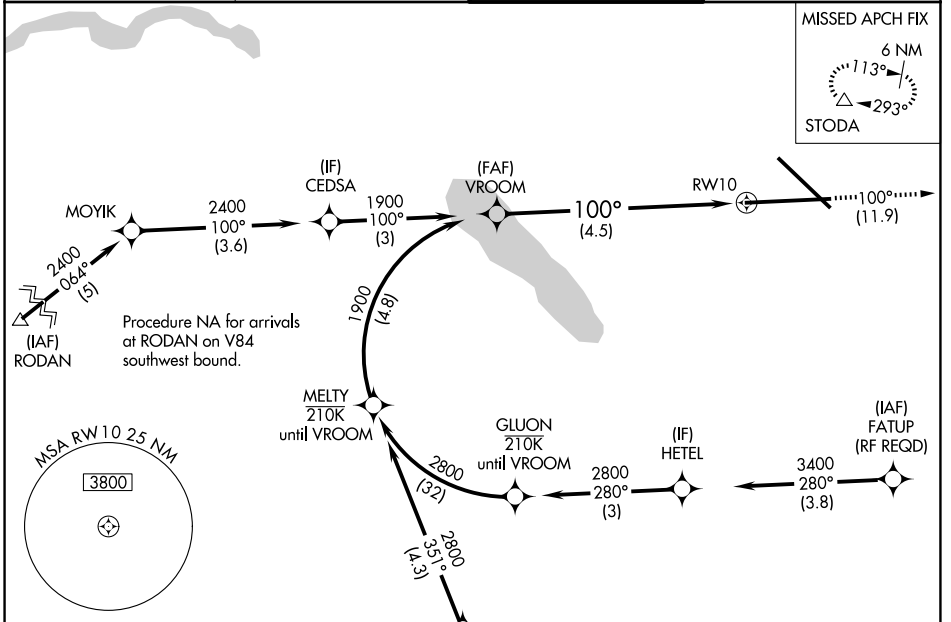 MISSED APCH FIX
6 NM
113°
293°
STODA
(IF)
CEDSA
(FAF)
VROOM
RW10
MOYIK
2400
100°
(3.6)
1900
100°
(3)
100°
(4.5)
100°
(11.9)
2400
064°
(5)
(IAF)
RODAN
Procedure NA for arrivals
at RODAN on V84
southwest bound.
1900
(4.8)
MELTY
210K
until VROOM
GLUON
210K
until VROOM
(IF)
HETEL
(IAF)
FATUP
(RF REQD)
2800
(32)
2800
280°
(3)
3400
280°
(3.8)
2800
351°
(4.3)
MSA RW10 25 NM
3800